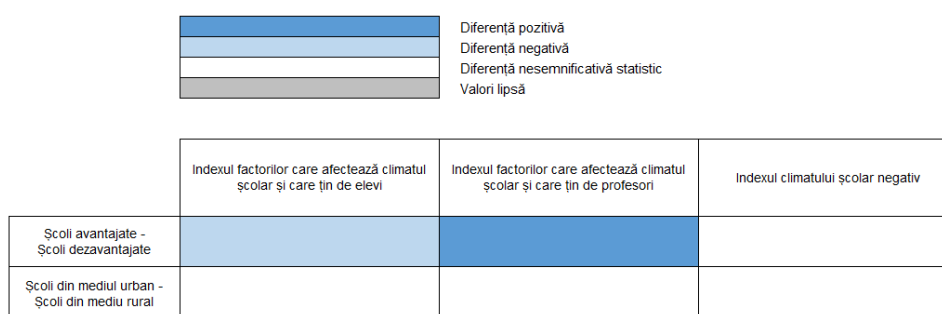 Diferență pozitivă
Diferență negativă
Diferență nesemnificativă statistic
Valori lipsă
Indexul factorilor care afectează climatul
școlar și care țin de elevi
Indexul factorilor care afectează climatul
școlar și care țin de profesori
Indexul climatului școlar negativ
Școli avantajate -
Școli dezavantajate
Școli din mediul urban -
Școli din mediu rural